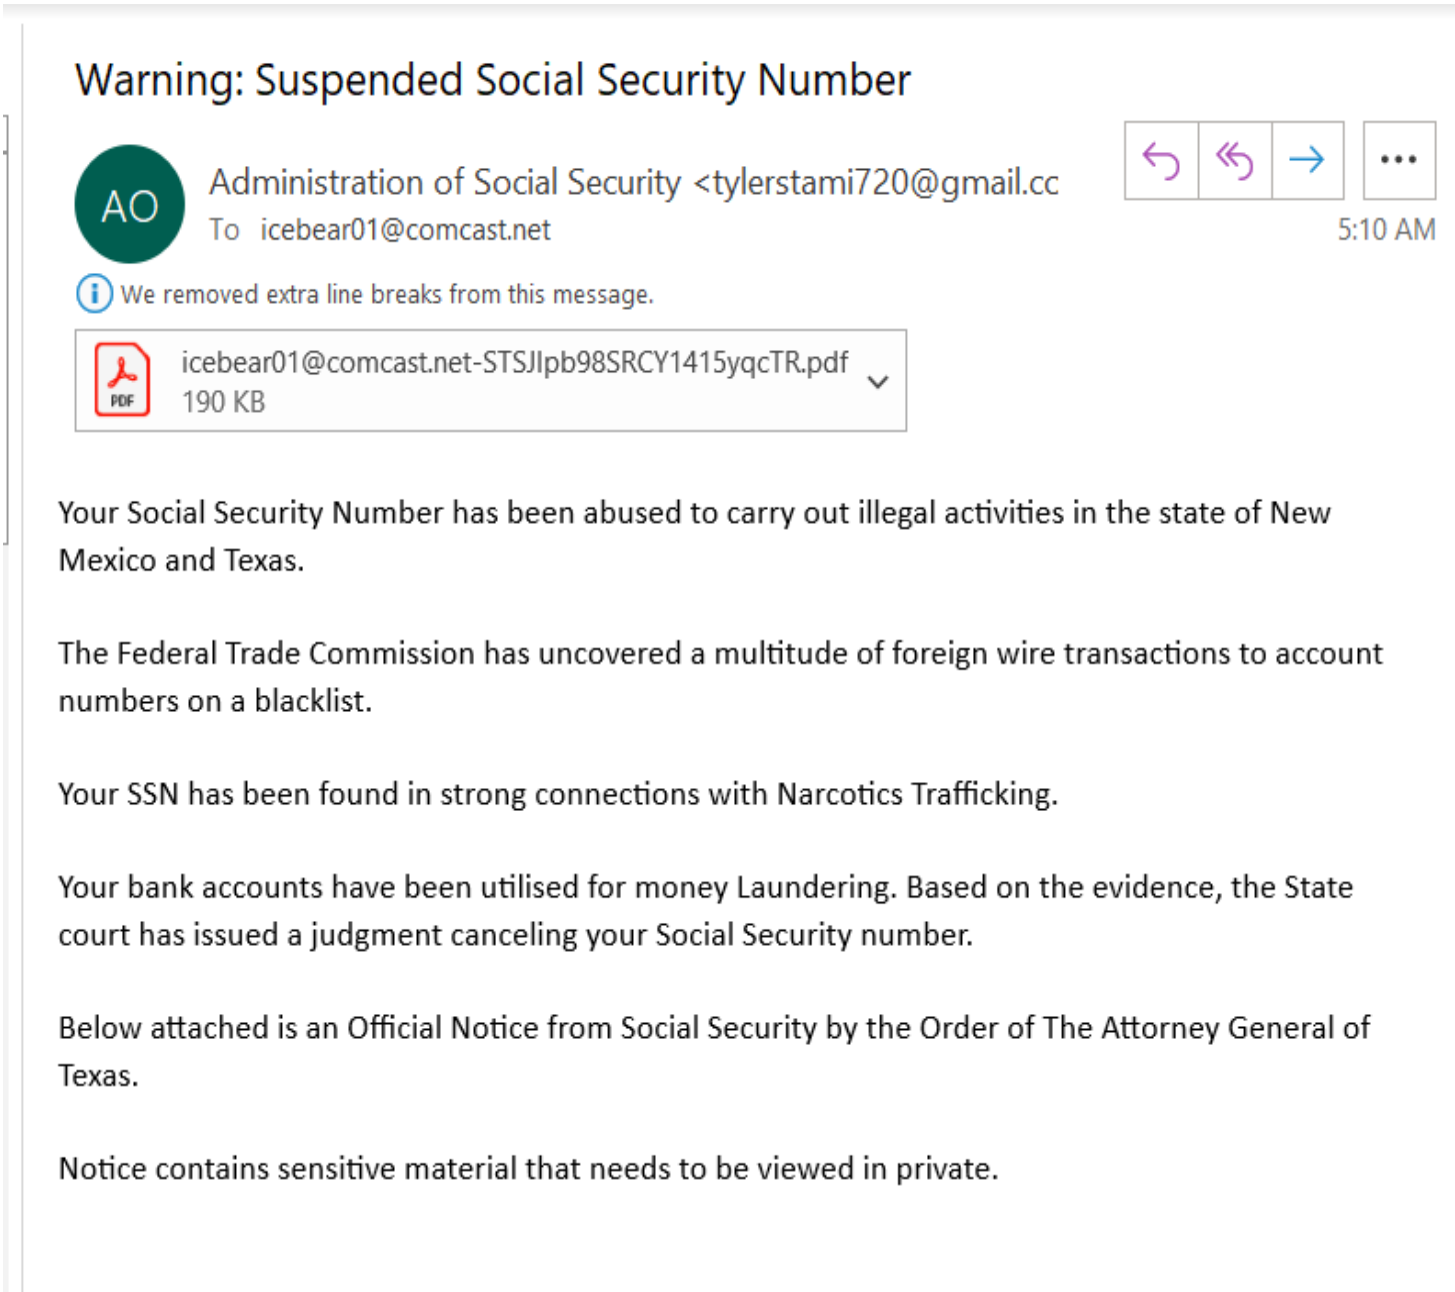 Warning: Suspended Social Security Number
AO
Administration of Social Security <tylerstami720@gmail.cc
To icebear01@comcast.net
5:10 AM
We removed extra line breaks from this message.
icebear01@comcast.net-STSJIpb98SRCY1415yqcTR.pdf
PDF
190 KB
Your Social Security Number has been abused to carry out illegal activities in the state of New
Mexico and Texas.
The Federal Trade Commission has uncovered a multitude of foreign wire transactions to account
numbers on a blacklist.
Your SSN has been found in strong connections with Narcotics Trafficking.
Your bank accounts have been utilised for money Laundering. Based on the evidence, the State
court has issued a judgment canceling your Social Security number.
Below attached is an Official Notice from Social Security by the Order of The Attorney General of
Texas.
Notice contains sensitive material that needs to be viewed in private.